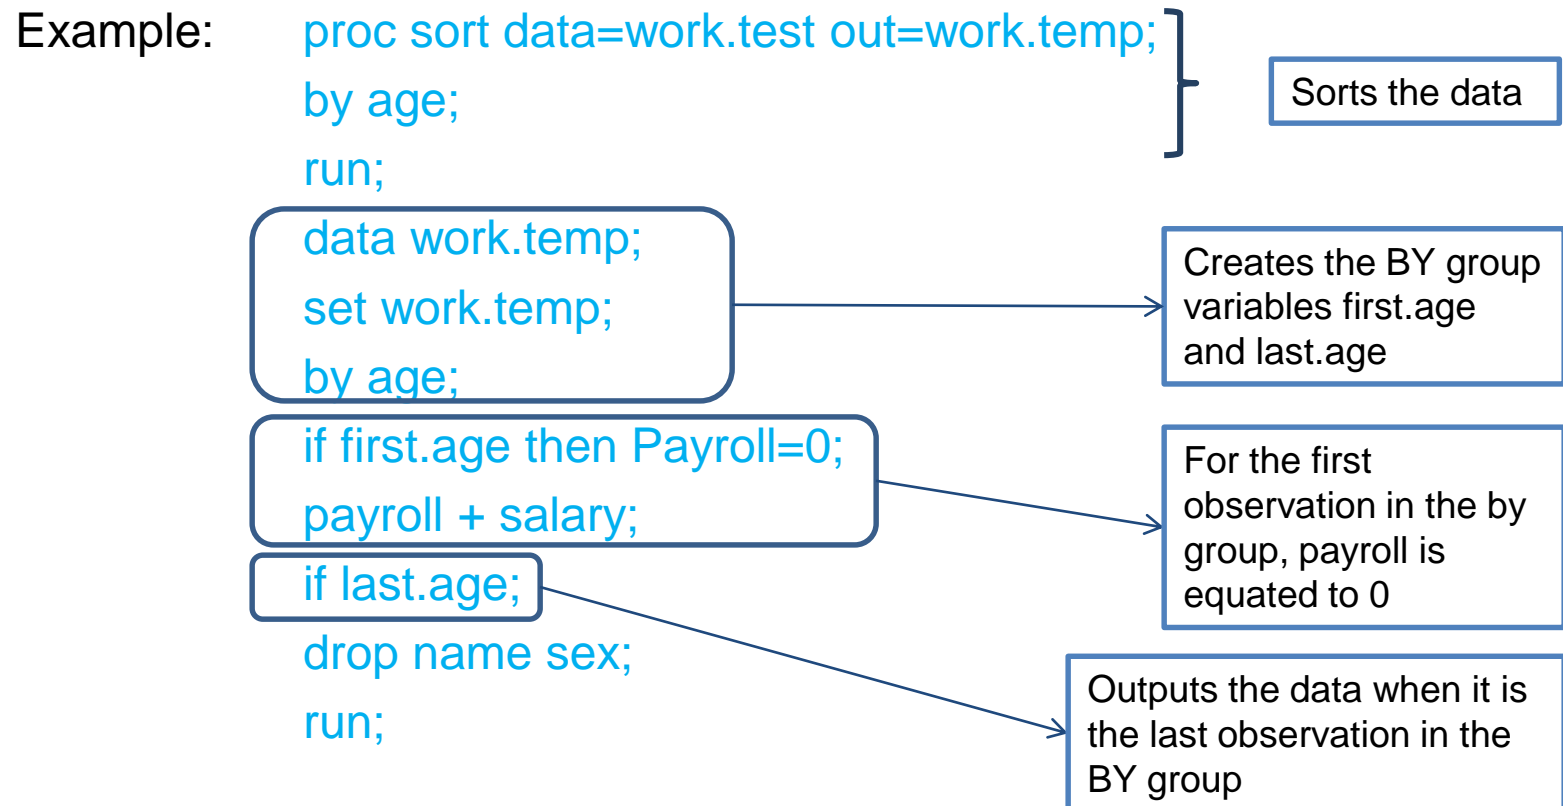 Example: proc sort data=work.test out=work.temp;
by age;
run;
Sorts the data
data work.temp;
set work.temp;
by age;
Creates the BY group
variables first.age
and last.age
if first.age then Payroll=0;
payroll + salary;
For the first
observation in the by
group, payroll is
equated to 0
if last.age;
drop name sex;
run;
Outputs the data when it is
the last observation in the
BY group